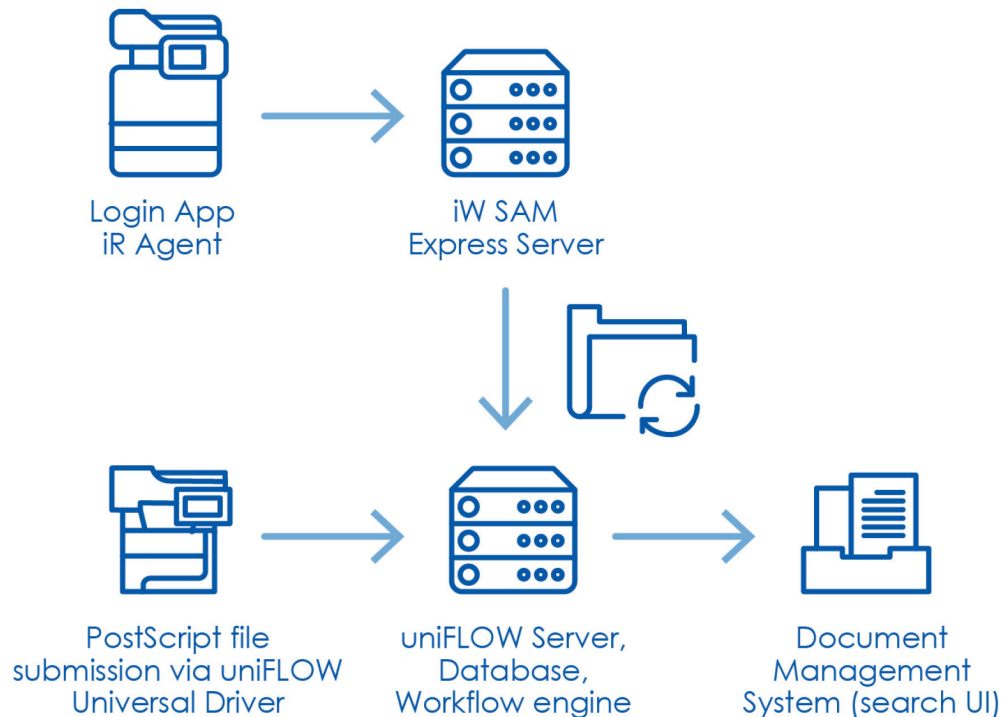 Login App
iR Agent
iW SAM
Express Server
PostScript file
submission via uniFLOW
Universal Driver
uniFLOW Server,
Database,
Workflow engine
Document
Management
System (search UI)